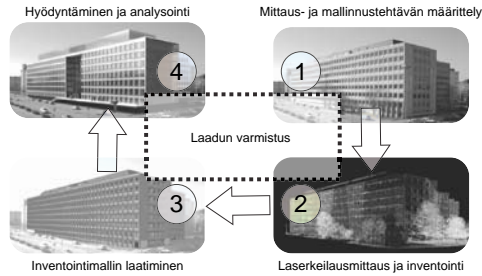 Hyödyntäminen ja analysointi
Mittaus- ja mallinnustehtävän määrittely
4
1
Laadun varmistus
3
2
Inventointimallin laatiminen
Laserkeilausmittaus ja inventointi